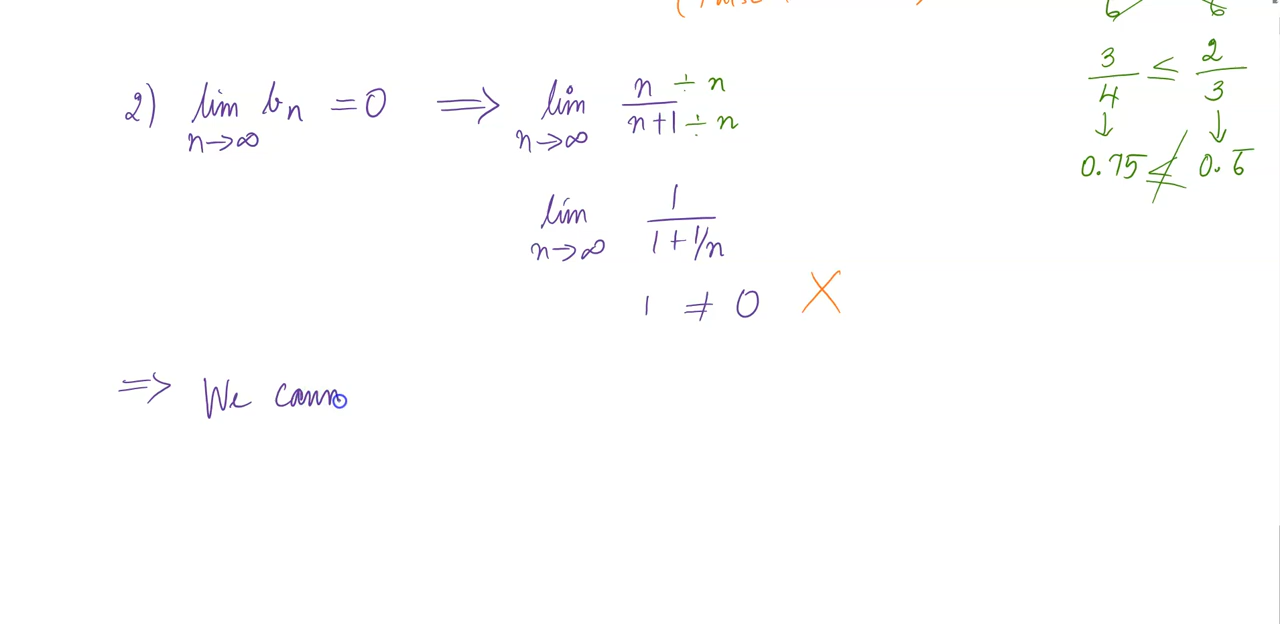 2) lim n→∞ bn = 0 ⟹ lim n→∞ n ÷ n / n+1 ÷ n
lim n→∞ 1 / 1 + 1/n
1 ≠ 0 X
=> We cann
3/4 ≤ 2/3
↓ ↓
0.75 ≰ 0.6̅